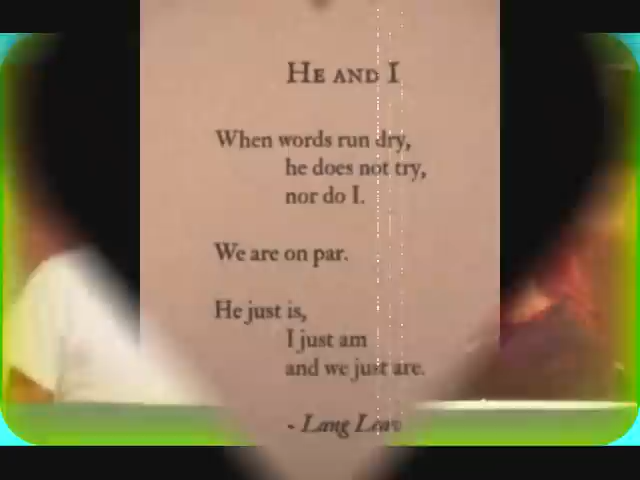 HE AND I
When words run dry,
he does not try,
nor do I.
We are on par.
He just is,
I just am
and we just are.
- Lang Leav